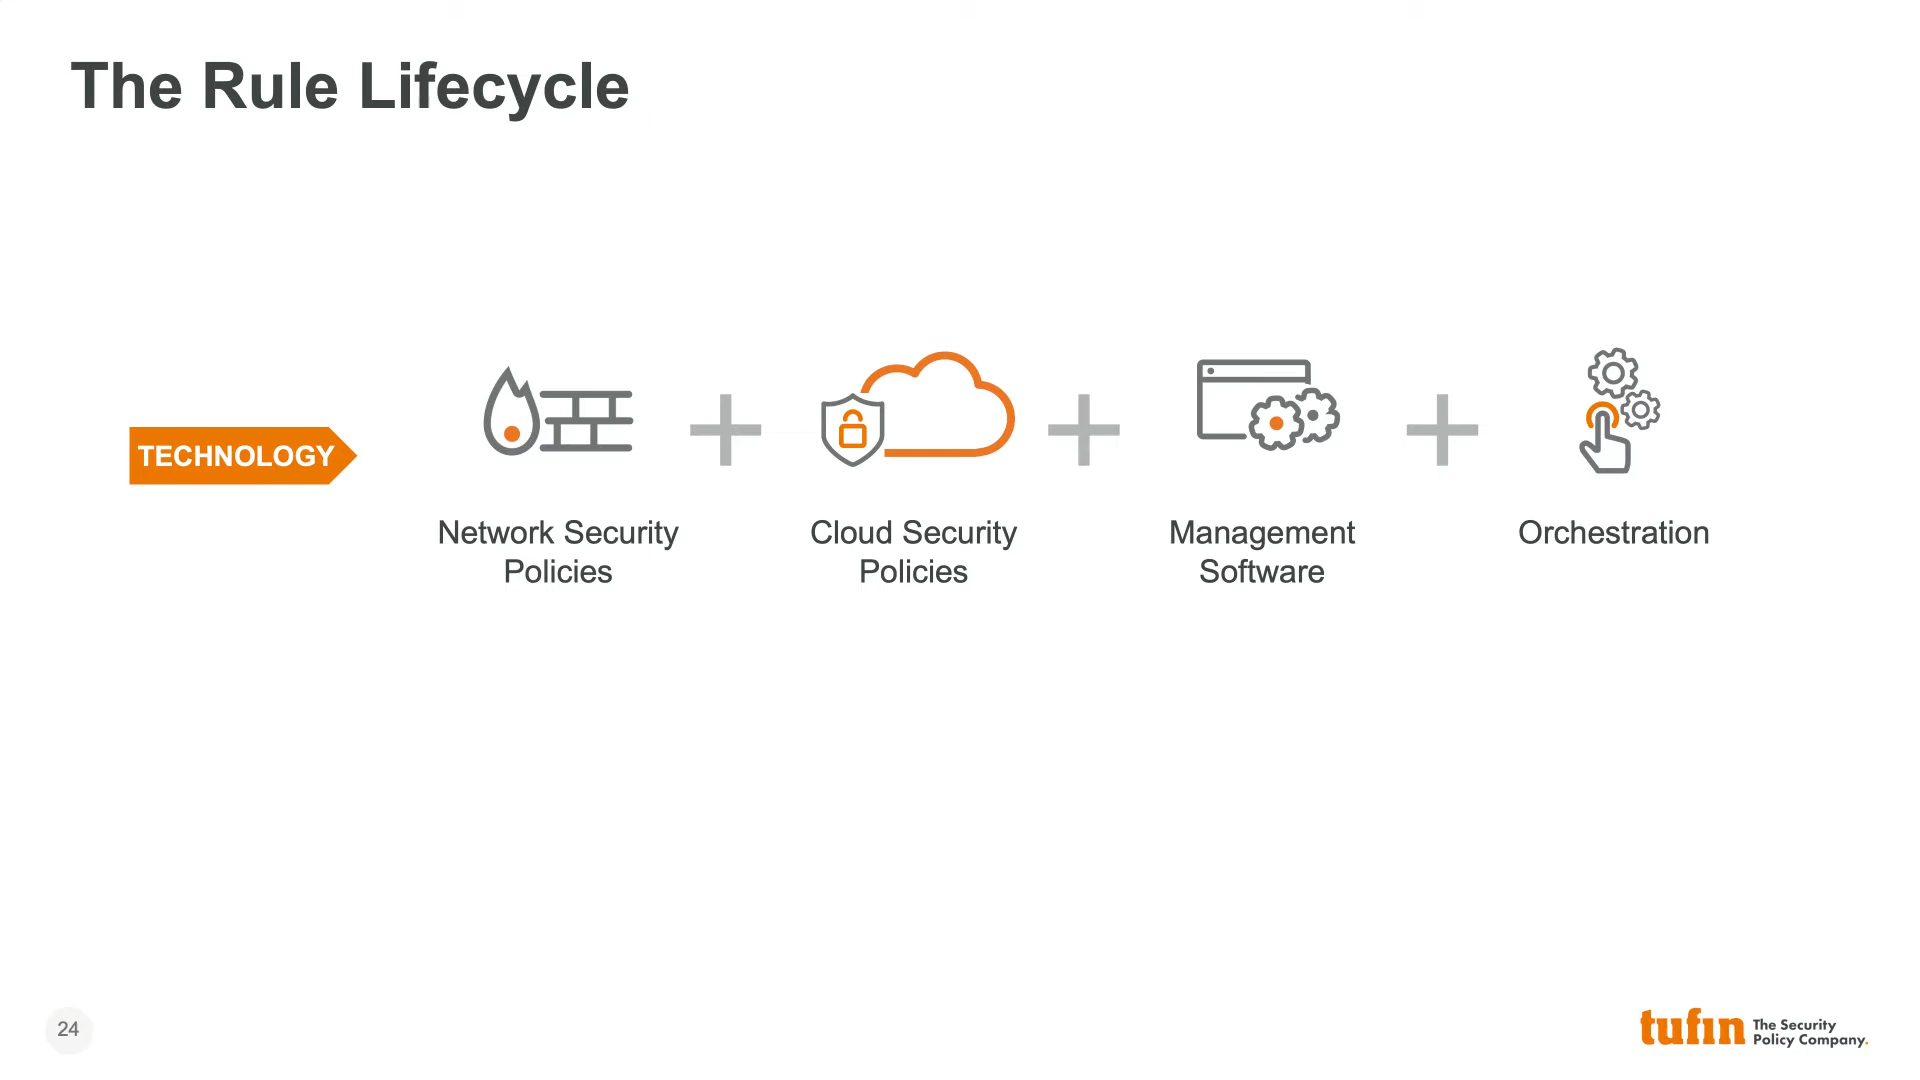 The Rule Lifecycle
TECHNOLOGY
Network Security
Policies
Cloud Security
Policies
Management
Software
Orchestration
24
tufin The Security
Policy Company.